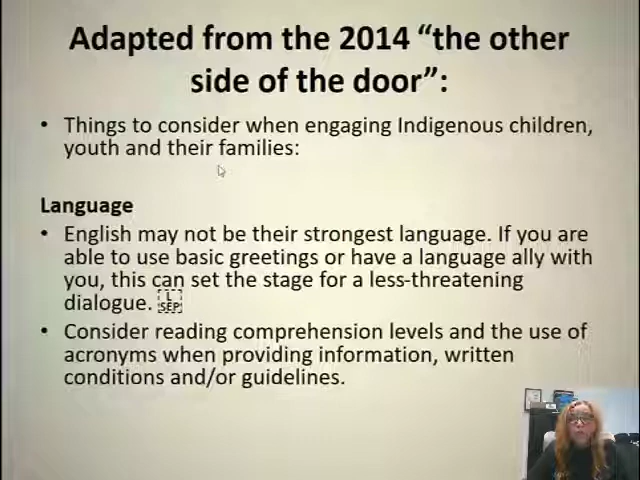 Adapted from the 2014 “the other
side of the door”:
• Things to consider when engaging Indigenous children,
youth and their families:
Language
• English may not be their strongest language. If you are
able to use basic greetings or have a language ally with
you, this can set the stage for a less-threatening
dialogue. L SEP
• Consider reading comprehension levels and the use of
acronyms when providing information, written
conditions and/or guidelines.